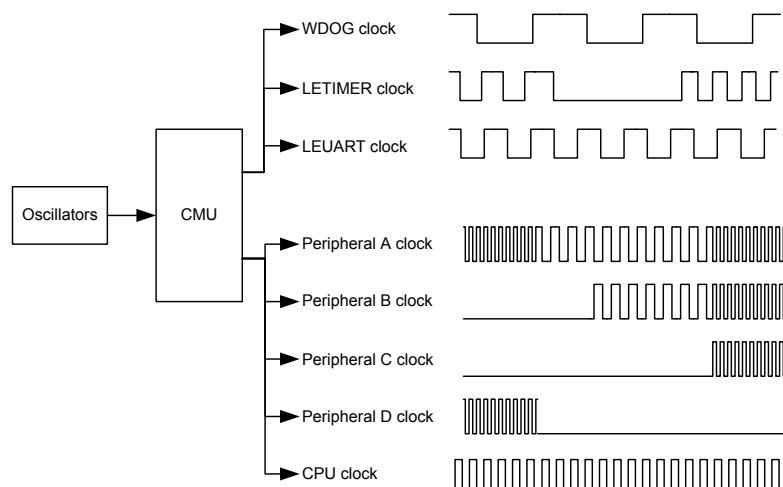 WDOG clock
LETIMER clock
LEUART clock
Oscillators
CMU
Peripheral A clock
Peripheral B clock
Peripheral C clock
Peripheral D clock
CPU clock